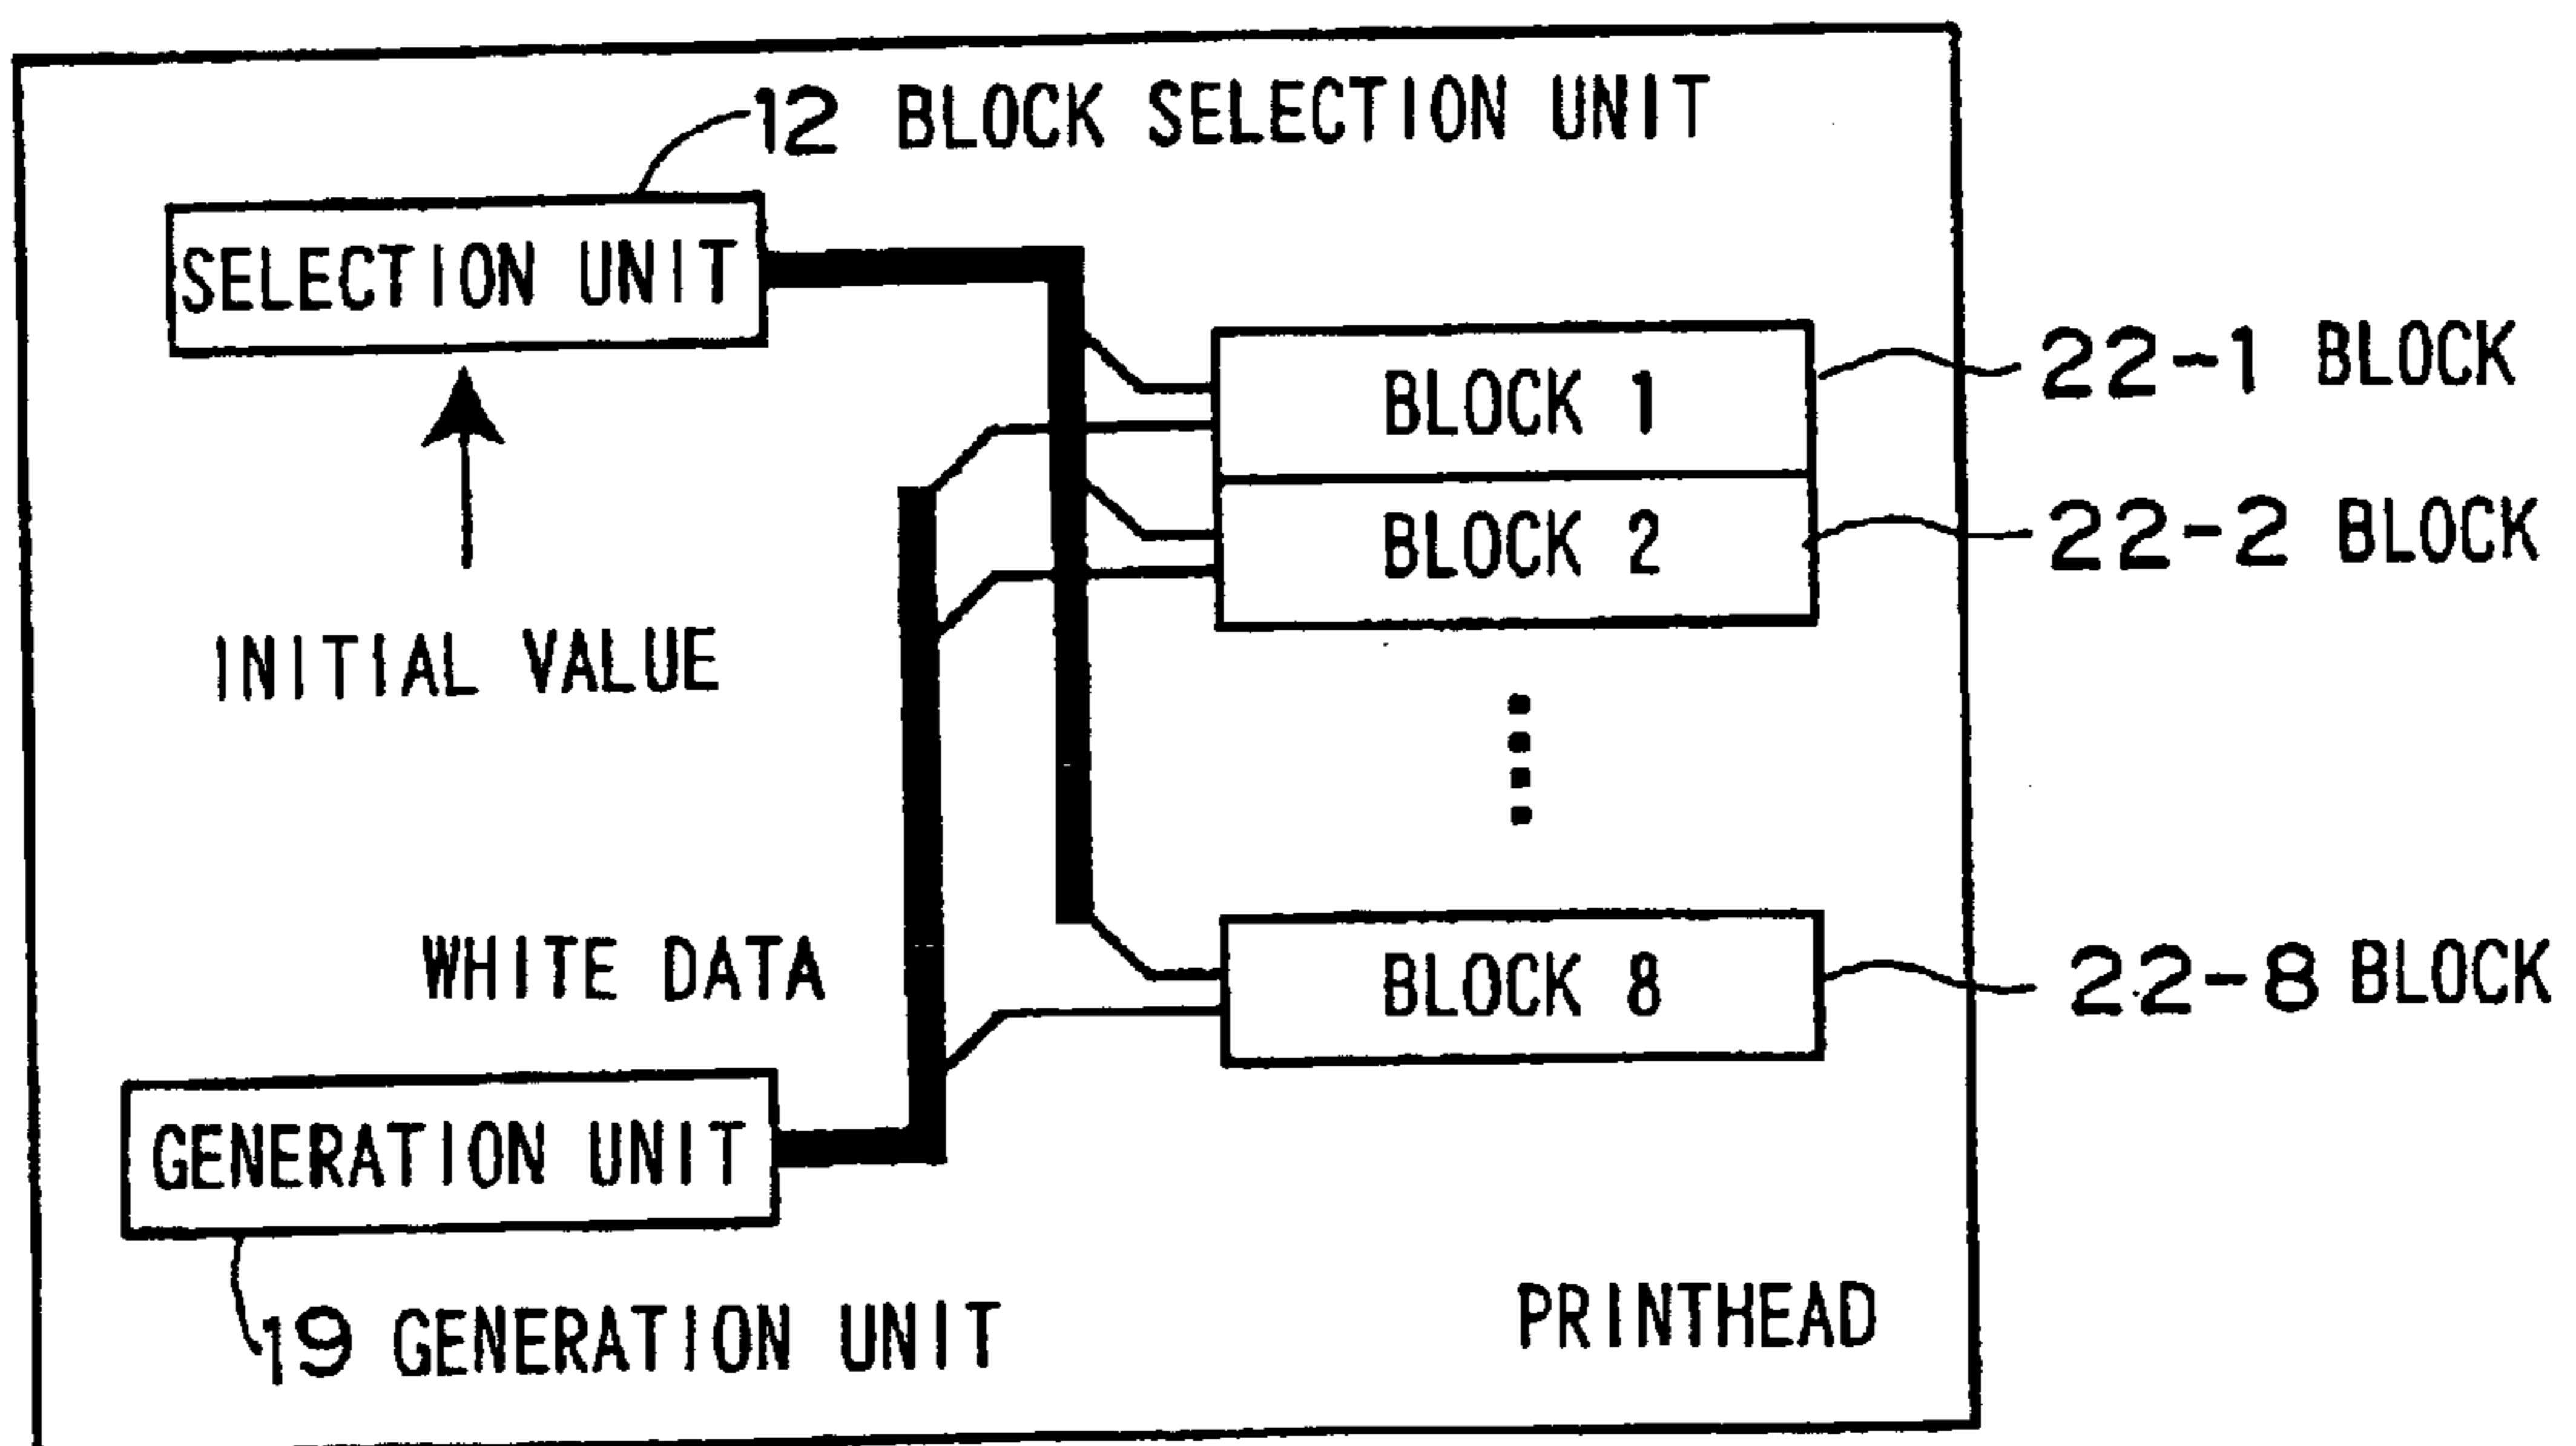 12 BLOCK SELECTION UNIT
SELECTION UNIT
INITIAL VALUE
BLOCK 1
22-1 BLOCK
BLOCK 2
22-2 BLOCK
WHITE DATA
BLOCK 8
22-8 BLOCK
GENERATION UNIT
19 GENERATION UNIT
PRINTHEAD